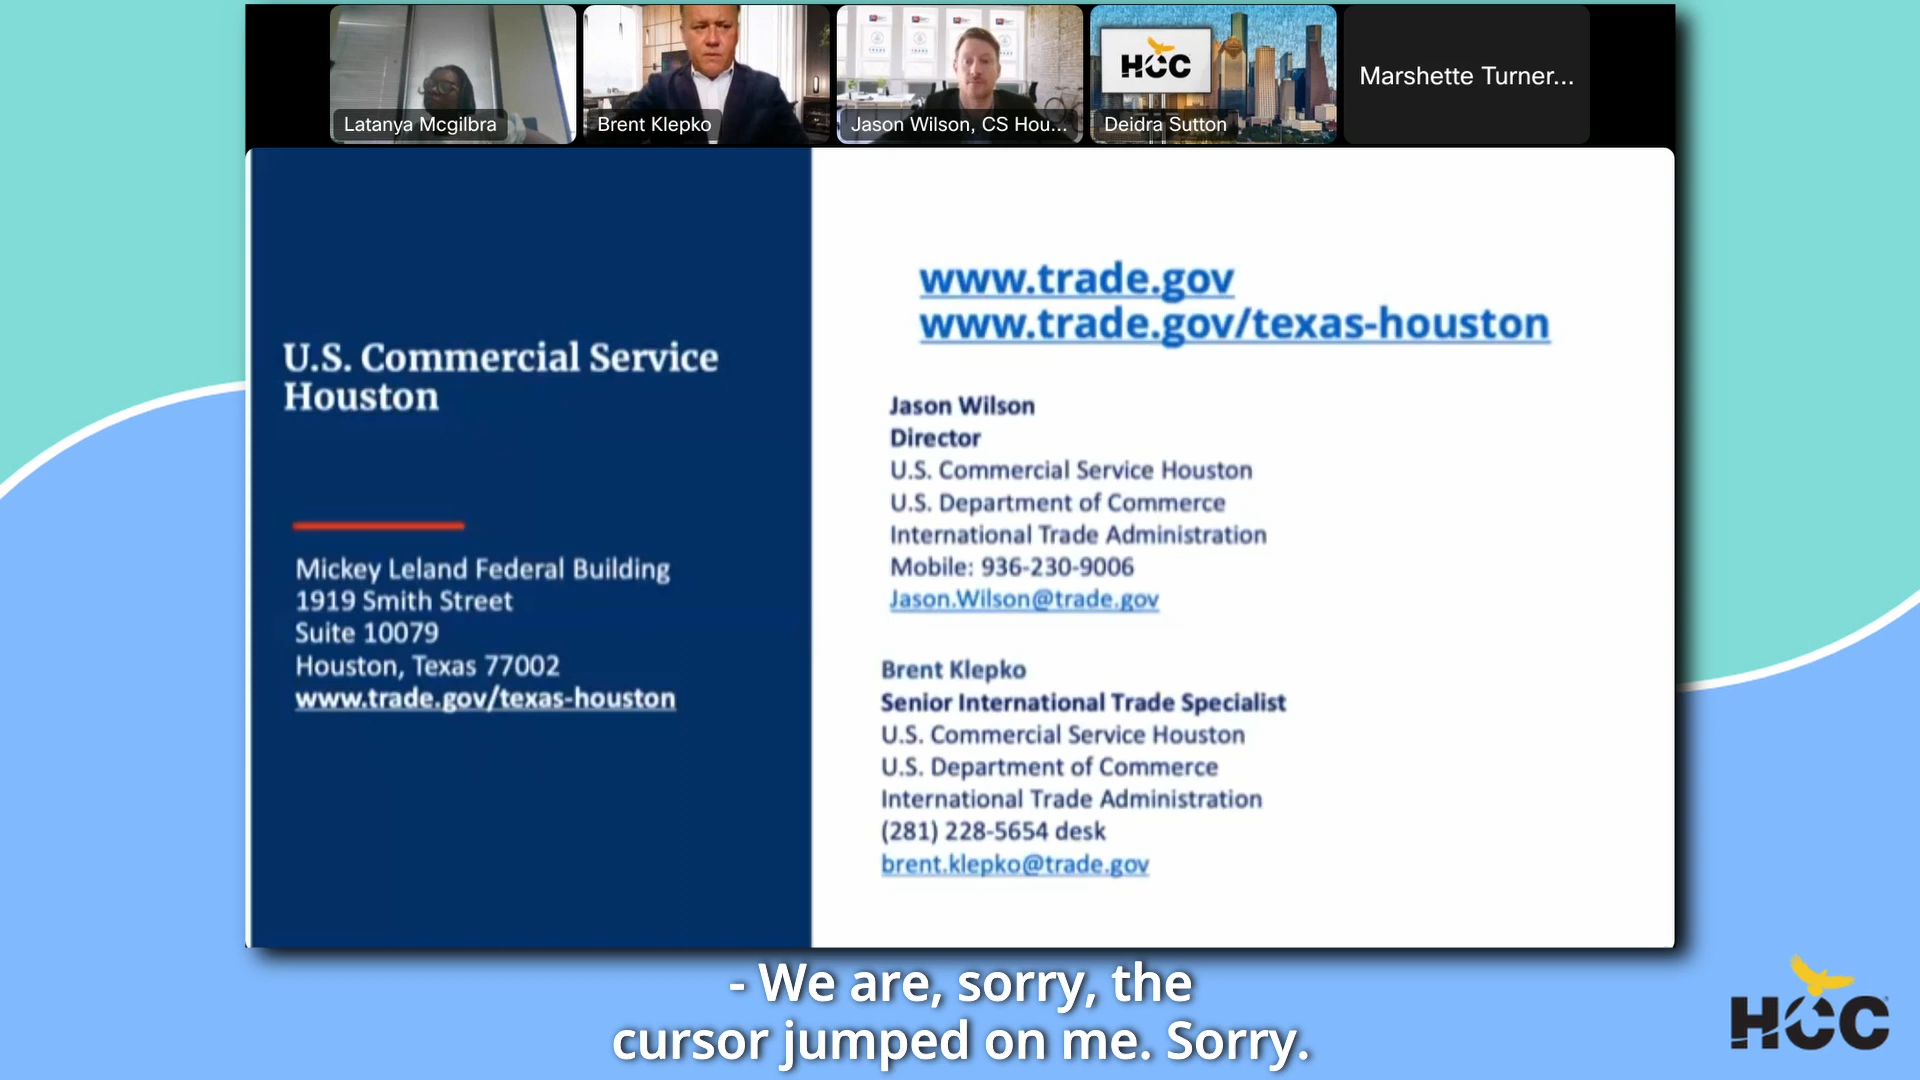 Latanya Mcgilbra
Brent Klepko
Jason Wilson, CS Hou...
HCC
Deidra Sutton
Marshette Turner...
U.S. Commercial Service
Houston
Mickey Leland Federal Building
1919 Smith Street
Suite 10079
Houston, Texas 77002
www.trade.gov/texas-houston
www.trade.gov
www.trade.gov/texas-houston
Jason Wilson
Director
U.S. Commercial Service Houston
U.S. Department of Commerce
International Trade Administration
Mobile: 936-230-9006
Jason.Wilson@trade.gov
Brent Klepko
Senior International Trade Specialist
U.S. Commercial Service Houston
U.S. Department of Commerce
International Trade Administration
(281) 228-5654 desk
brent.klepko@trade.gov
- We are, sorry, the
cursor jumped on me. Sorry.
HCC